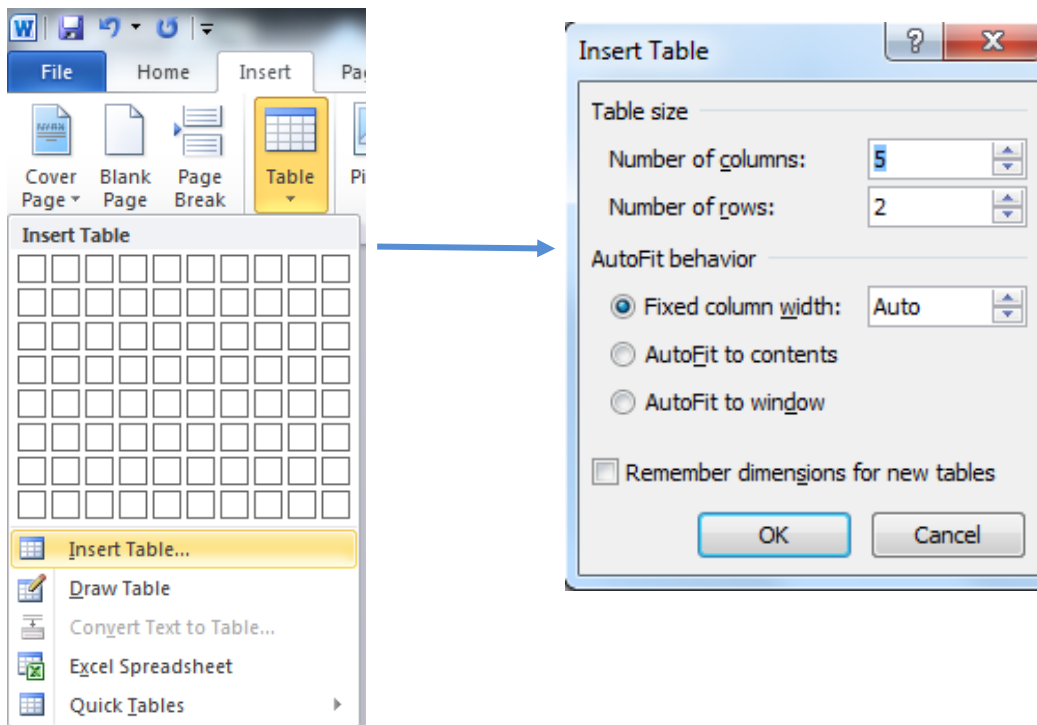 W
File Home Insert Pa
Cover Page Blank Page Page Break Table Pi
Insert Table
Insert Table...
Draw Table
Convert Text to Table...
Excel Spreadsheet
Quick Tables
Insert Table
?
Table size
Number of columns: 5
Number of rows: 2
AutoFit behavior
Fixed column width: Auto
AutoFit to contents
AutoFit to window
Remember dimensions for new tables
OK Cancel